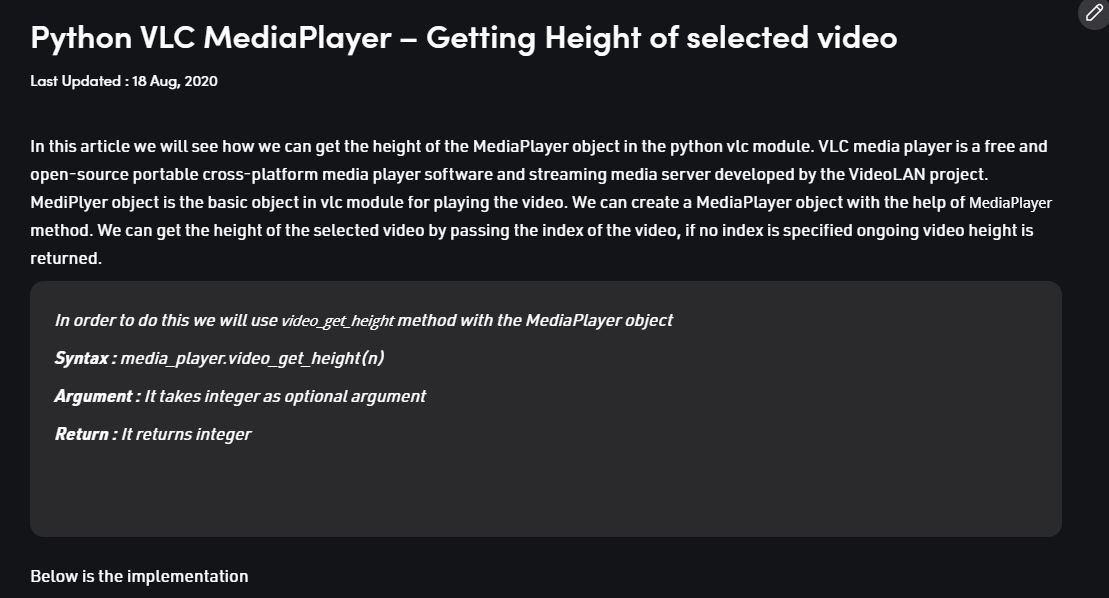 Python VLC MediaPlayer – Getting Height of selected video
Last Updated : 18 Aug, 2020
In this article we will see how we can get the height of the MediaPlayer object in the python vlc module. VLC media player is a free and
open-source portable cross-platform media player software and streaming media server developed by the VideoLAN project.
MediPlyer object is the basic object in vlc module for playing the video. We can create a MediaPlayer object with the help of MediaPlayer
method. We can get the height of the selected video by passing the index of the video, if no index is specified ongoing video height is
returned.
In order to do this we will use video_get_height method with the MediaPlayer object
Syntax : media_player.video_get_height(n)
Argument : It takes integer as optional argument
Return : It returns integer
Below is the implementation